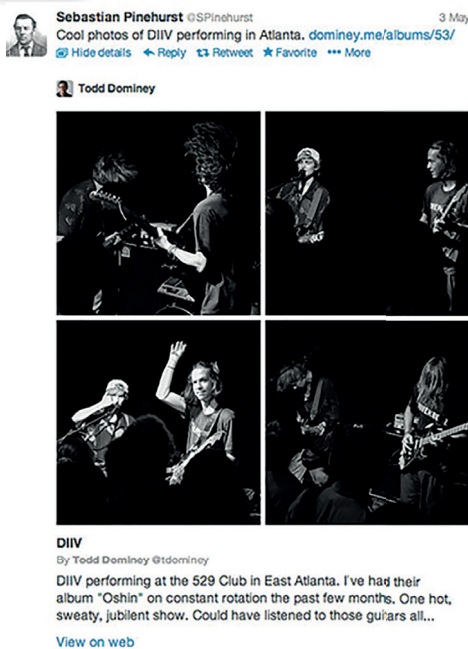 Sebastian Pinehurst @SPinehurst 3 May
Cool photos of DIIV performing in Atlanta. dominey.me/albums/53/
Hide details Reply Retweet Favorite More
Todd Dominey
DIIV
By Todd Dominey @tdominey
DIIV performing at the 529 Club in East Atlanta. I've had their
album "Oshin" on constant rotation the past few months. One hot,
sweaty, jubilent show. Could have listened to those guitars all...
View on web